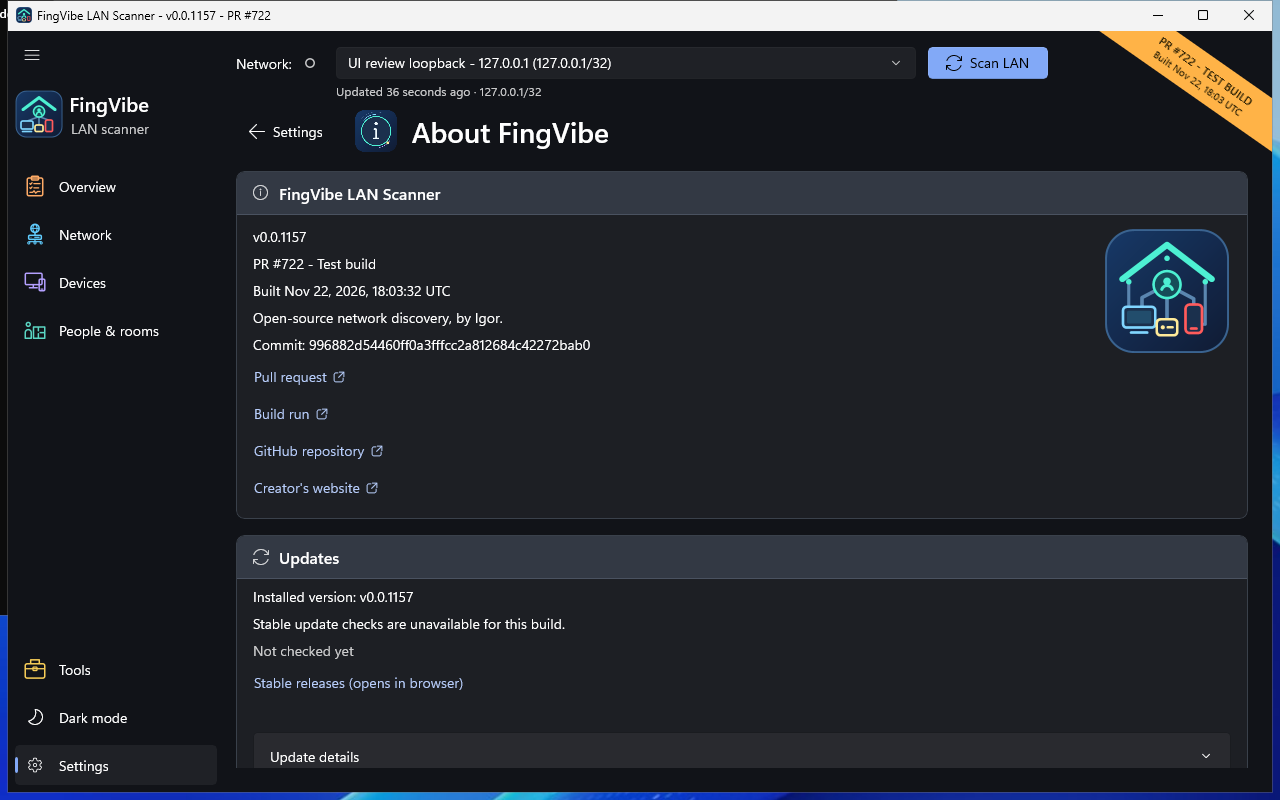 FingVibe LAN Scanner - v0.0.1157 - PR #722
Network:
UI review loopback - 127.0.0.1 (127.0.0.1/32)
Scan LAN
Updated 36 seconds ago · 127.0.0.1/32
PR #722 - TEST BUILD
Built Nov 22, 18:03 UTC
FingVibe
LAN scanner
Settings
About FingVibe
Overview
Network
Devices
People & rooms
FingVibe LAN Scanner
v0.0.1157
PR #722 - Test build
Built Nov 22, 2026, 18:03:32 UTC
Open-source network discovery, by Igor.
Commit: 996882d54460ff0a3fffcc2a812684c42272bab0
Pull request
Build run
GitHub repository
Creator's website
Updates
Installed version: v0.0.1157
Stable update checks are unavailable for this build.
Not checked yet
Stable releases (opens in browser)
Update details
Tools
Dark mode
Settings